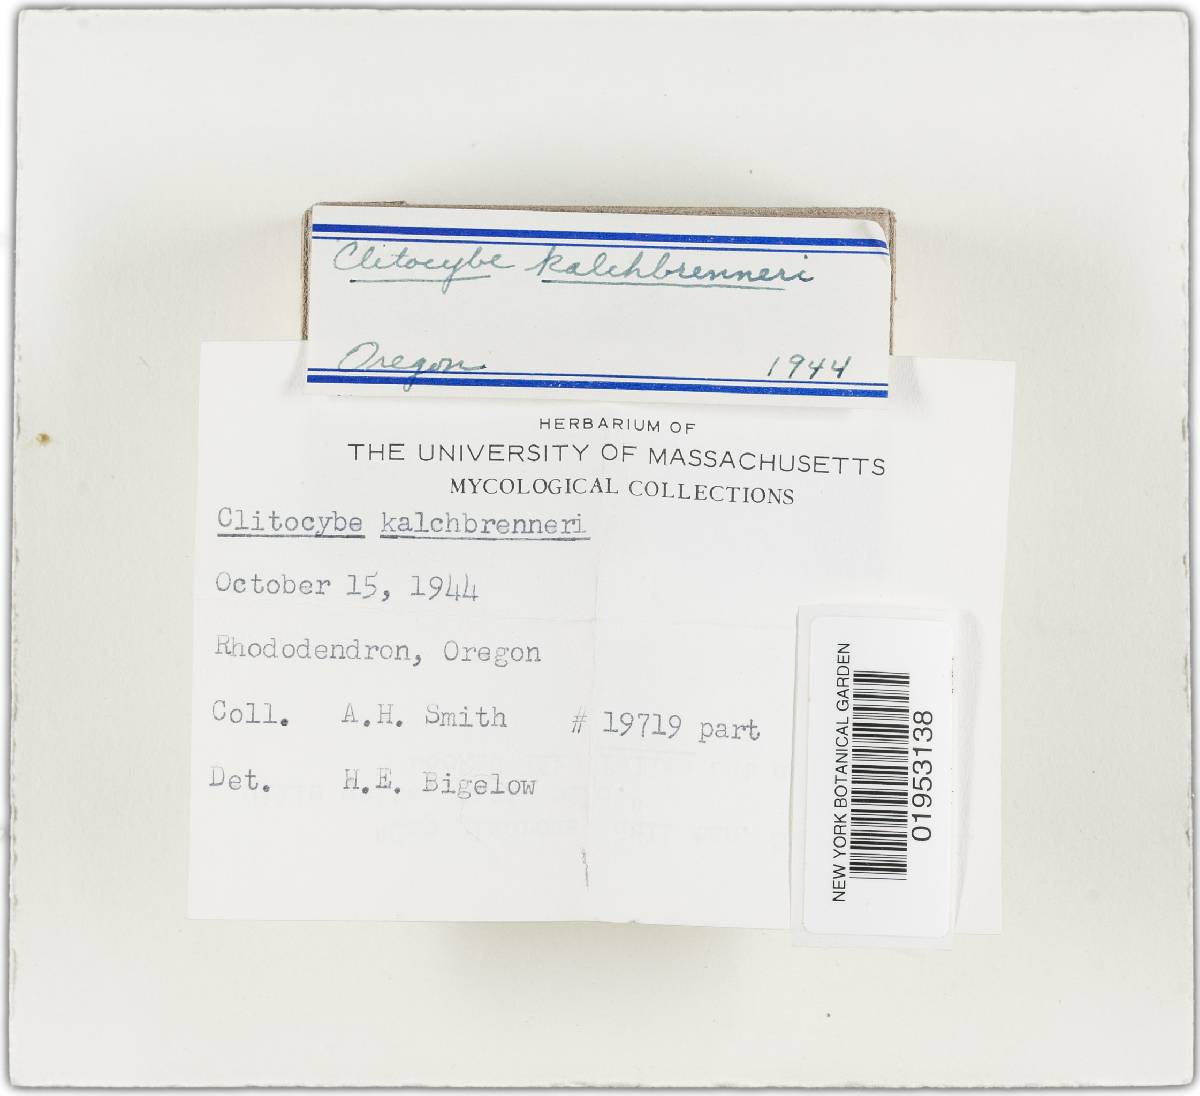 Clitocybe kalchbrenneri
Oregon 1944
HERBARIUM OF
THE UNIVERSITY OF MASSACHUSETTS
MYCOLOGICAL COLLECTIONS
Clitocybe kalchbrenneri
October 15, 1944
Rhododendron, Oregon
Coll. A.H. Smith # 19719 part
Det. H.E. Bigelow
NEW YORK BOTANICAL GARDEN
01953138